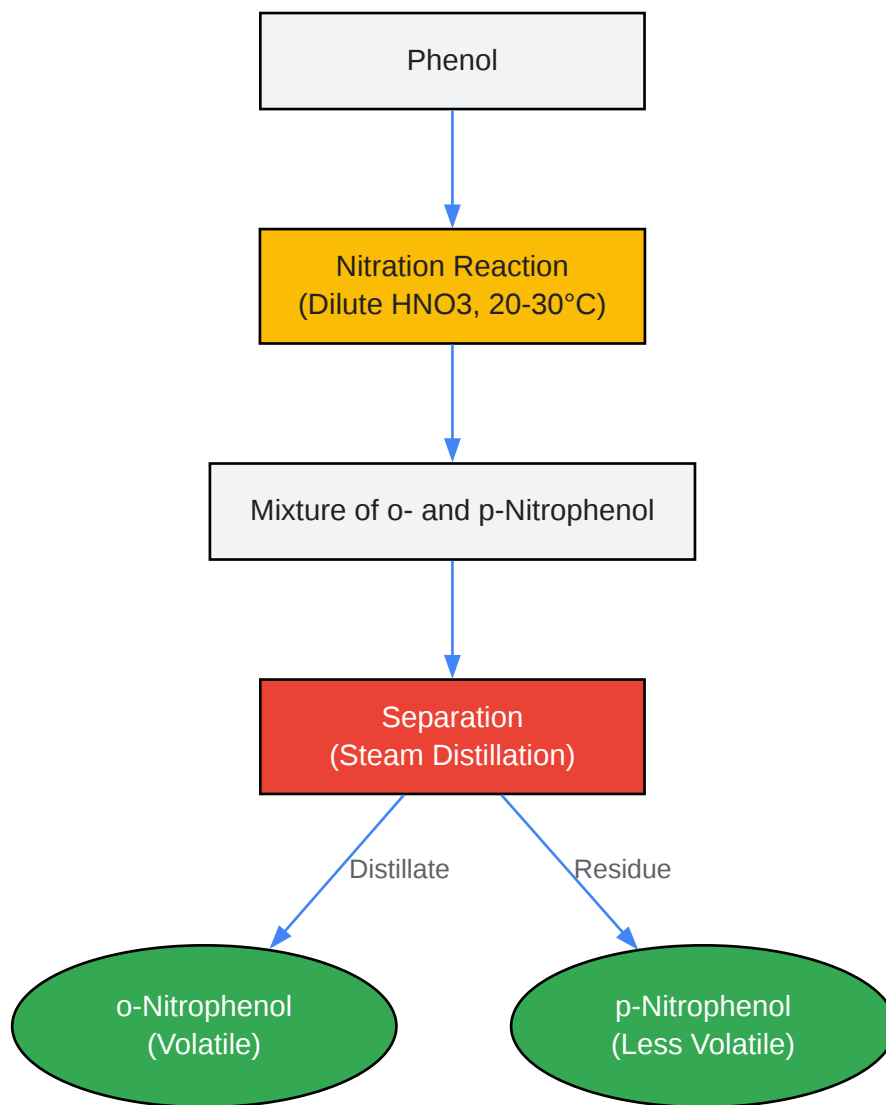 Phenol
Nitration Reaction
(Dilute HNO3, 20-30°C)
Mixture of o- and p-Nitrophenol
Separation
(Steam Distillation)
Distillate
Residue
o-Nitrophenol
(Volatile)
p-Nitrophenol
(Less Volatile)